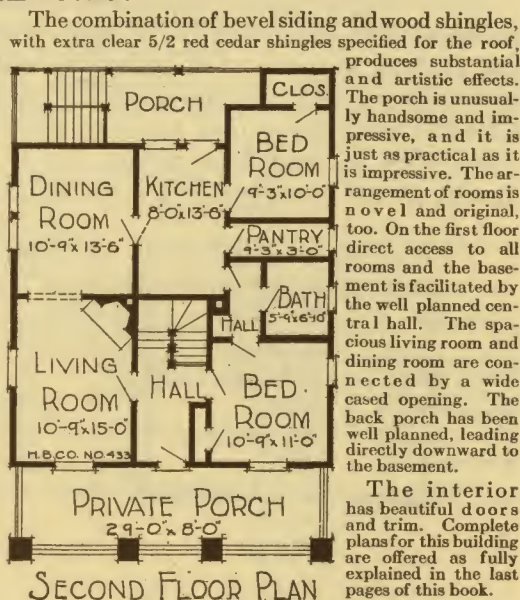 The combination of bevel siding and wood shingles,
with extra clear 5/2 red cedar shingles specified for the roof,
produces substantial
and artistic effects.
The porch is unusual-
ly handsome and im-
pressive, and it is
just as practical as it
is impressive. The ar-
rangement of rooms is
novel and original,
too. On the first floor
direct access to all
rooms and the base-
ment is facilitated by
the well planned cen-
tral hall. The spa-
cious living room and
dining room are con-
nected by a wide
cased opening. The
back porch has been
well planned, leading
directly downward to
the basement.
The interior
has beautiful doors
and trim. Complete
plans for this building
are offered as fully
explained in the last
pages of this book.
PORCH
CLOS.
BED
ROOM
9'-3"x10'-0"
DINING
ROOM
10'-9"x13'-6"
KITCHEN
8'-0"x13'-6"
PANTRY
9'-3"x3'-0"
BATH
5'-9"x6'-10"
HALL
LIVING
ROOM
10'-9"x15'-0"
H.B.CO. NO.433
HALL
BED
ROOM
10'-9"x11'-0"
PRIVATE PORCH
29'-0"x8'-0"
SECOND FLOOR PLAN